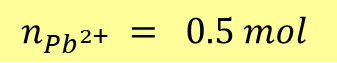 n_{Pb^{2+}} = 0.5 mol